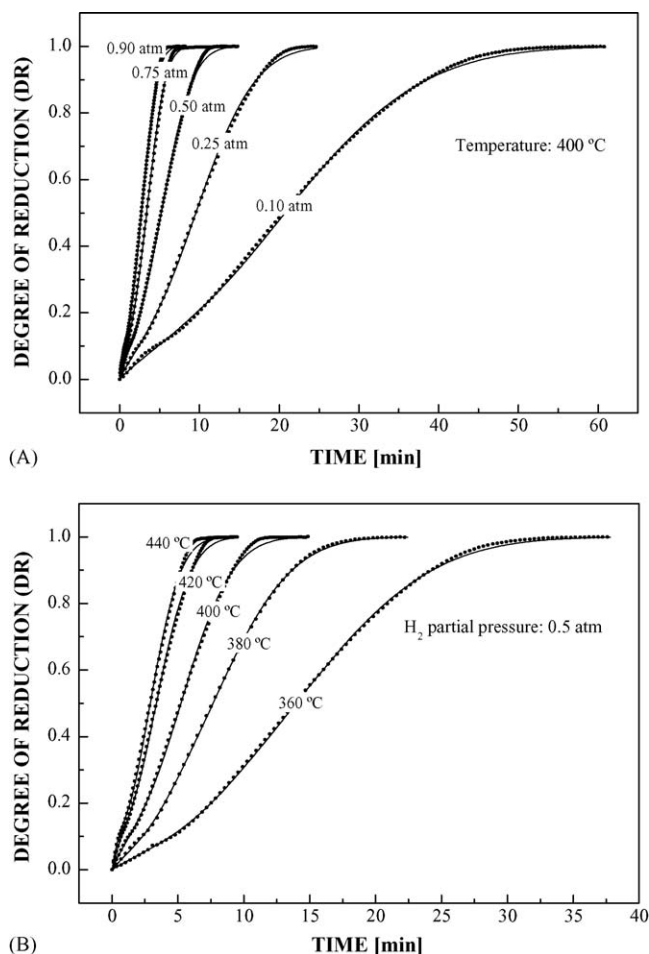 DEGREE OF REDUCTION (DR)
1.0
0.8
0.6
0.4
0.2
0.0
0.90 atm
0.75 atm
0.50 atm
0.25 atm
0.10 atm
Temperature: 400 ºC
0 10 20 30 40 50 60
(A) TIME [min]
DEGREE OF REDUCTION (DR)
1.0
0.8
0.6
0.4
0.2
0.0
440 ºC
420 ºC
400 ºC
380 ºC
360 ºC
H₂ partial pressure: 0.5 atm
0 5 10 15 20 25 30 35 40
(B) TIME [min]